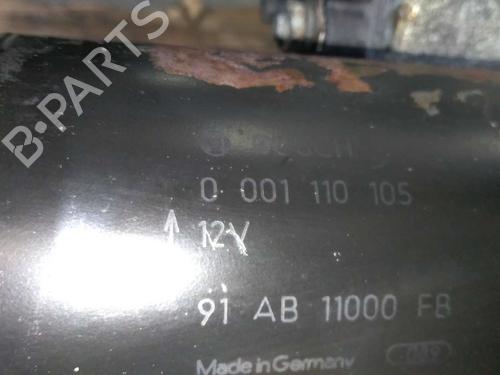 B·PARTS
BOSCH
0 001 110 105
12V
91 AB 11000 FB
Made in Germany